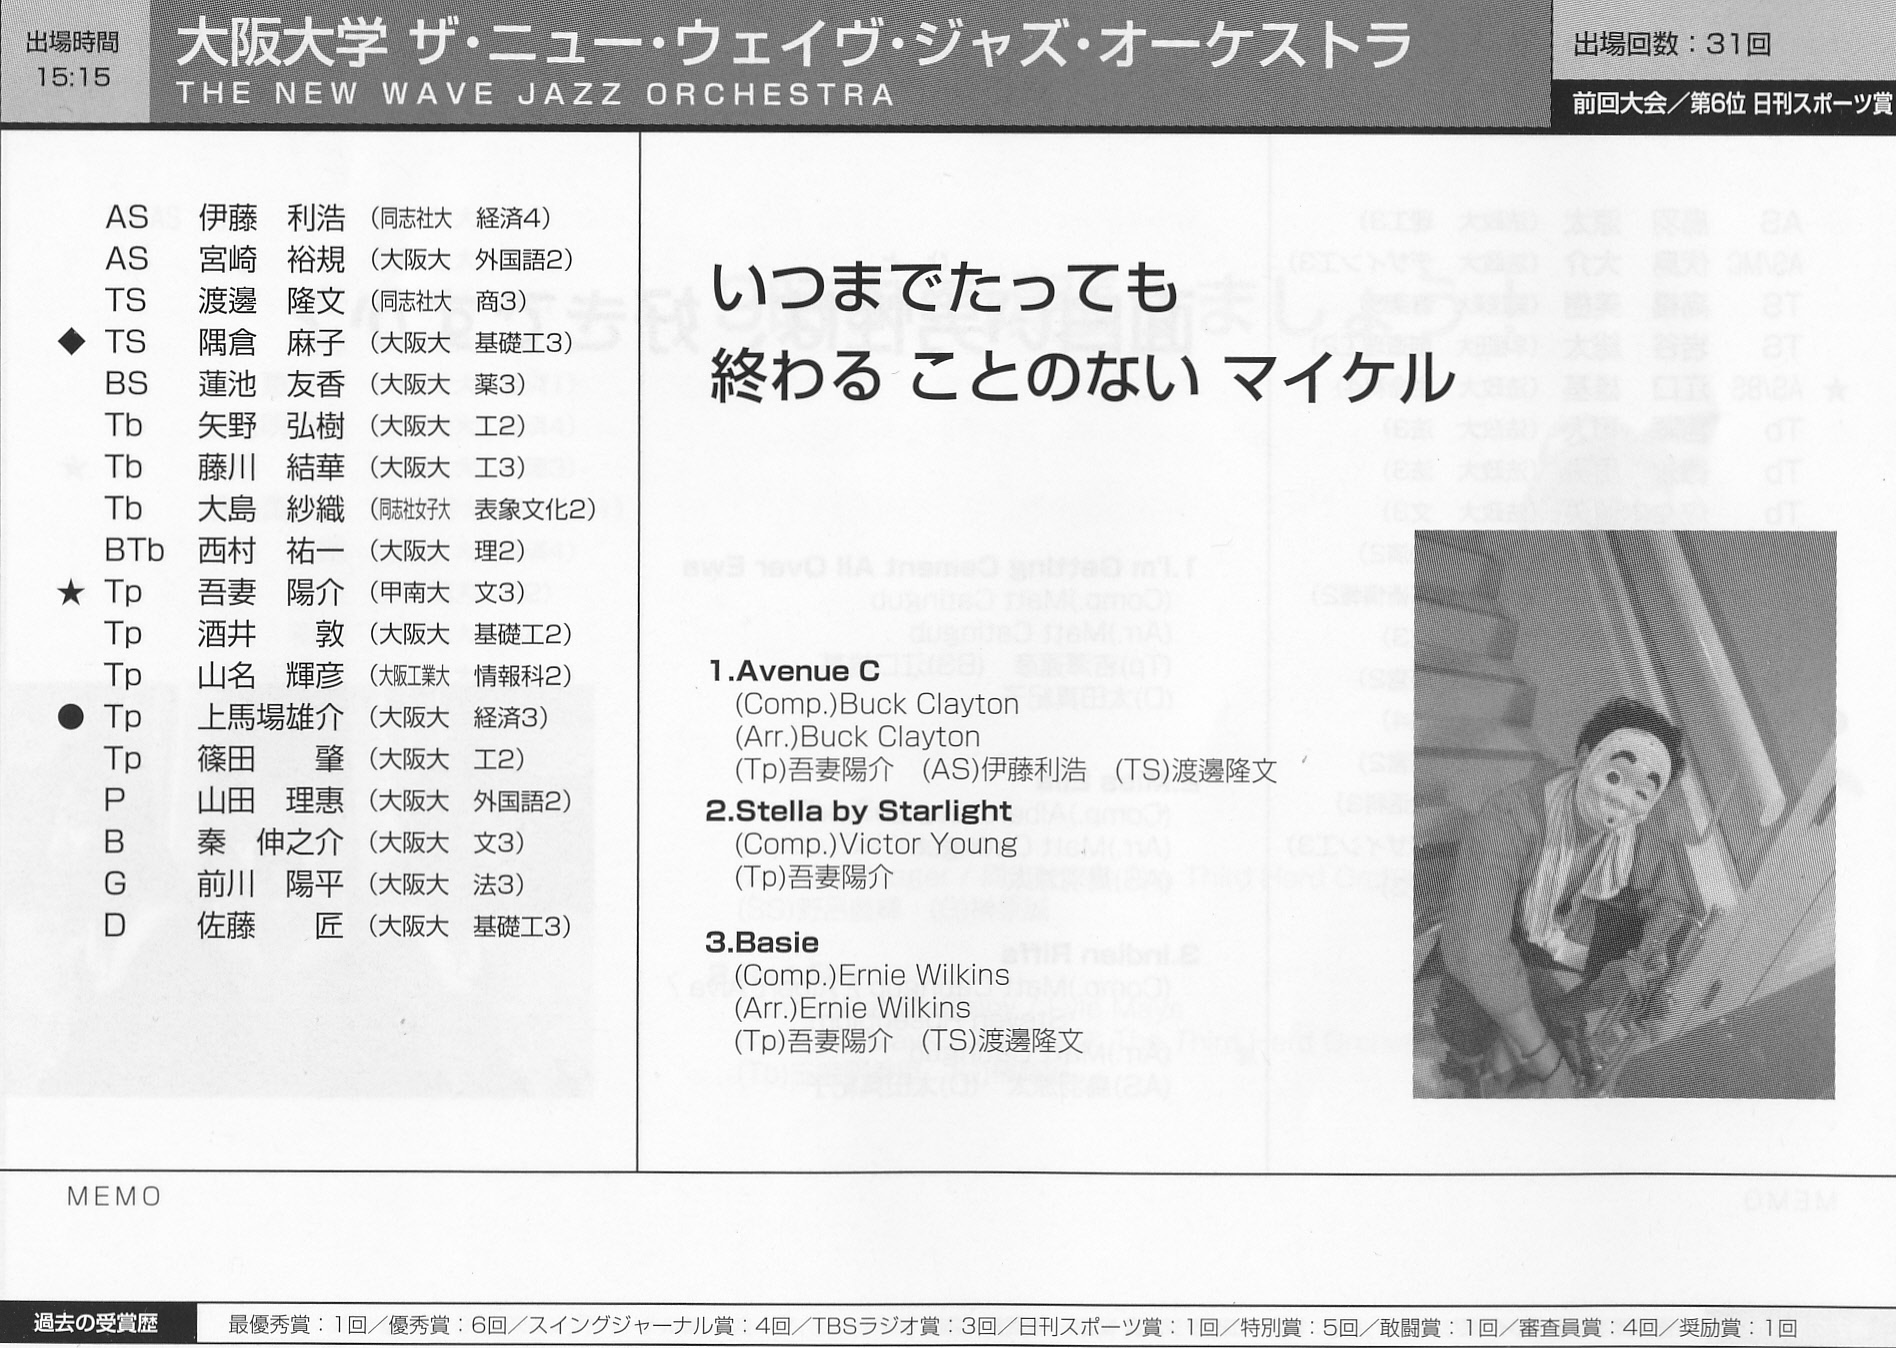 出場時間
15:15
大阪大学 ザ・ニュー・ウェイヴ・ジャズ・オーケストラ
THE NEW WAVE JAZZ ORCHESTRA
出場回数：31回
前回大会／第6位 日刊スポーツ賞
AS 伊藤 利浩 （同志社大 経済4）
AS 宮崎 裕規 （大阪大 外国語2）
TS 渡邊 隆文 （同志社大 商3）
◆ TS 隅倉 麻子 （大阪大 基礎工3）
BS 蓮池 友香 （大阪大 薬3）
Tb 矢野 弘樹 （大阪大 工2）
Tb 藤川 結華 （大阪大 工3）
Tb 大島 紗織 （同志社女子大 表象文化2）
BTb 西村 祐一 （大阪大 理2）
★ Tp 吾妻 陽介 （甲南大 文3）
Tp 酒井 敦 （大阪大 基礎工2）
Tp 山名 輝彦 （大阪工業大 情報科2）
● Tp 上馬場雄介 （大阪大 経済3）
Tp 篠田 肇 （大阪大 工2）
P 山田 理恵 （大阪大 外国語2）
B 秦 伸之介 （大阪大 文3）
G 前川 陽平 （大阪大 法3）
D 佐藤 匠 （大阪大 基礎工3）
いつまでたっても
終わる ことのない マイケル
1.Avenue C
(Comp.)Buck Clayton
(Arr.)Buck Clayton
(Tp)吾妻陽介 (AS)伊藤利浩 (TS)渡邊隆文
2.Stella by Starlight
(Comp.)Victor Young
(Tp)吾妻陽介
3.Basie
(Comp.)Ernie Wilkins
(Arr.)Ernie Wilkins
(Tp)吾妻陽介 (TS)渡邊隆文
MEMO
過去の受賞歴
最優秀賞：1回／優秀賞：6回／スイングジャーナル賞：4回／TBSラジオ賞：3回／日刊スポーツ賞：1回／特別賞：5回／敢闘賞：1回／審査員賞：4回／奨励賞：1回